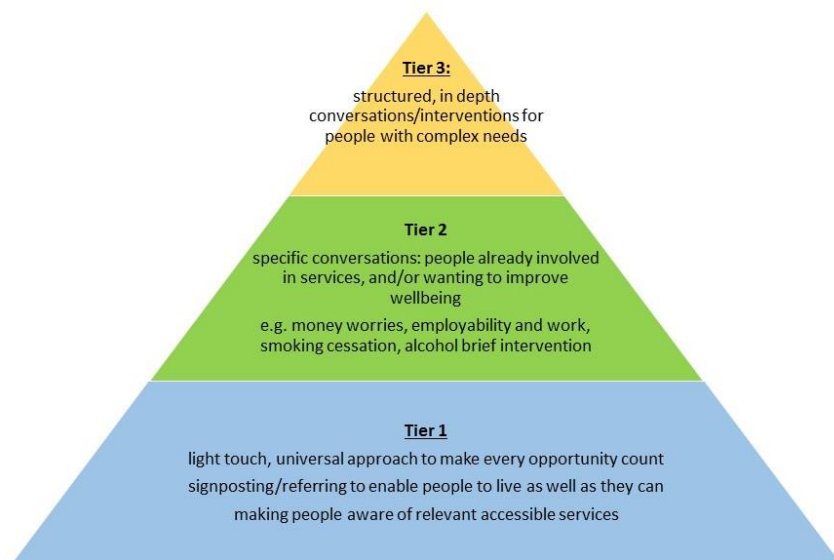 Tier 3:
structured, in depth
conversations/interventions for
people with complex needs
Tier 2
specific conversations: people already involved
in services, and/or wanting to improve
wellbeing
e.g. money worries, employability and work,
smoking cessation, alcohol brief intervention
Tier 1
light touch, universal approach to make every opportunity count
signposting/referring to enable people to live as well as they can
making people aware of relevant accessible services